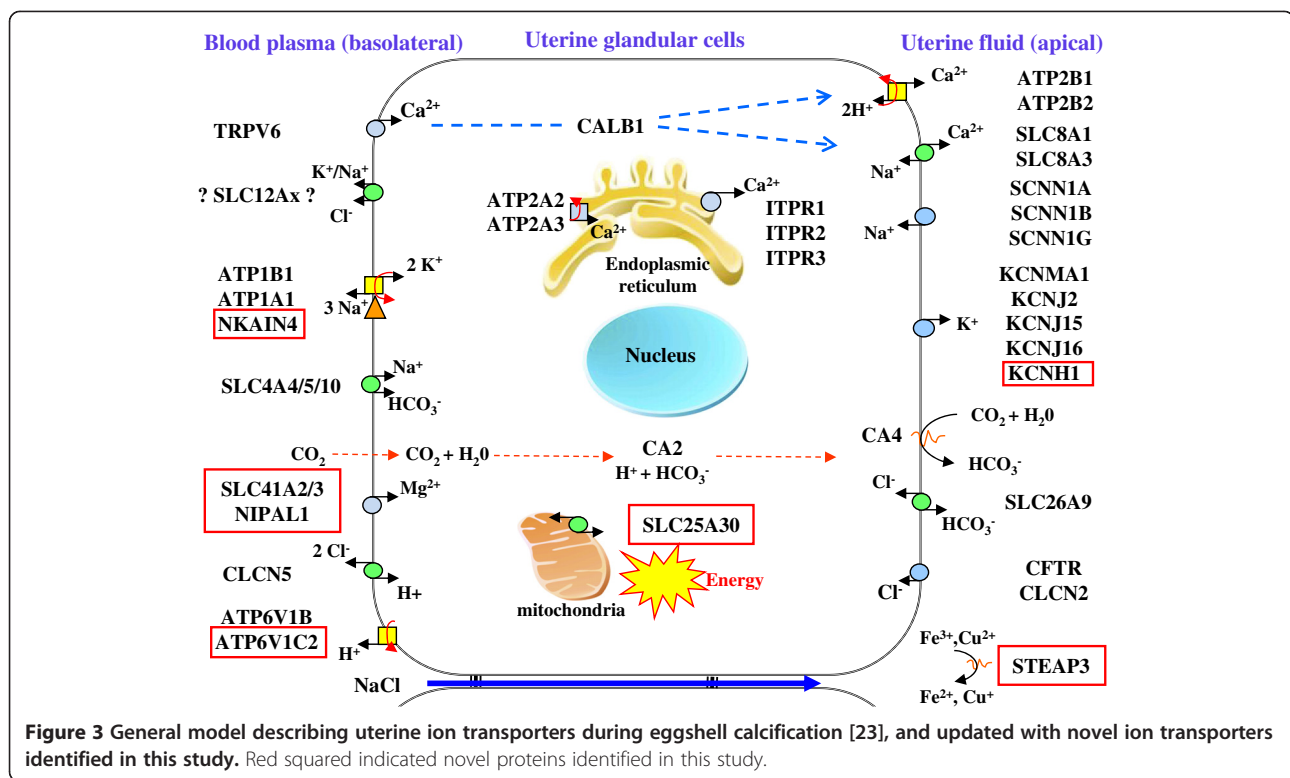 Blood plasma (basolateral)
Uterine glandular cells
Uterine fluid (apical)
TRPV6
Ca²⁺
? SLC12Ax ?
K⁺/Na⁺
Cl⁻
ATP1B1
ATP1A1
NKAIN4
2 K⁺
3 Na⁺
SLC4A4/5/10
Na⁺
HCO₃⁻
CO₂
CO₂ + H₂0
SLC41A2/3
NIPAL1
Mg²⁺
CLCN5
2 Cl⁻
H+
ATP6V1B
ATP6V1C2
H⁺
NaCl
CALB1
ATP2A2
ATP2A3
Ca²⁺
Ca²⁺
ITPR1
ITPR2
ITPR3
Endoplasmic
reticulum
Nucleus
CA2
H⁺ + HCO₃⁻
SLC25A30
Energy
mitochondria
Ca²⁺
2H⁺
ATP2B1
ATP2B2
Ca²⁺
Na⁺
SLC8A1
SLC8A3
Na⁺
SCNN1A
SCNN1B
SCNN1G
K⁺
KCNMA1
KCNJ2
KCNJ15
KCNJ16
KCNH1
CA4
CO₂ + H₂0
HCO₃⁻
Cl⁻
HCO₃⁻
SLC26A9
Cl⁻
CFTR
CLCN2
Fe³⁺,Cu²⁺
STEAP3
Fe²⁺, Cu⁺
Figure 3 General model describing uterine ion transporters during eggshell calcification [23], and updated with novel ion transporters
identified in this study. Red squared indicated novel proteins identified in this study.